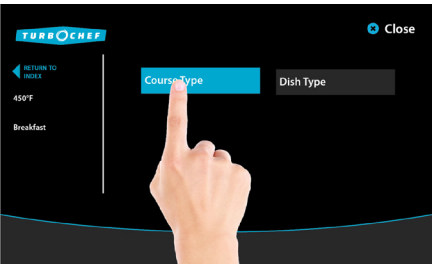 TURBOCHEF
Close
RETURN TO
INDEX
Course Type
Dish Type
450°F
Breakfast